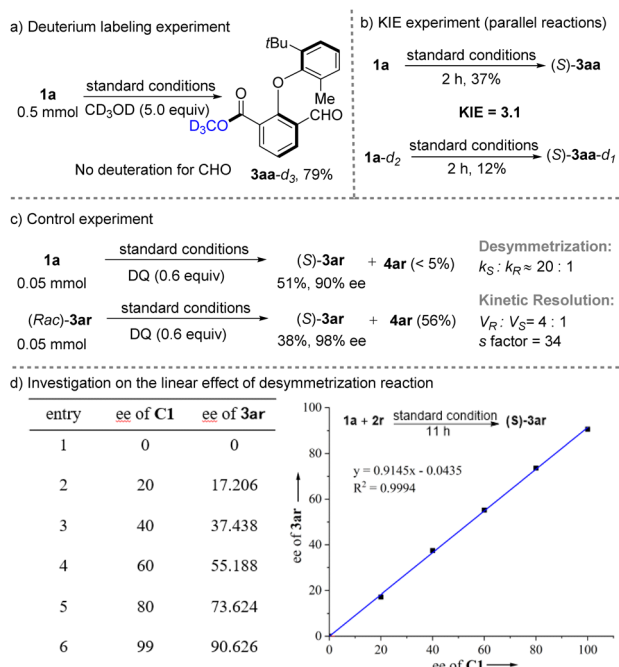 a) Deuterium labeling experiment
1a
0.5 mmol
standard conditions
CD3OD (5.0 equiv)
tBu
O
Me
O
D3CO
CHO
No deuteration for CHO
3aa-d3, 79%
b) KIE experiment (parallel reactions)
1a standard conditions (S)-3aa
2 h, 37%
KIE = 3.1
1a-d2 standard conditions (S)-3aa-d1
2 h, 12%
c) Control experiment
1a
0.05 mmol
standard conditions
DQ (0.6 equiv)
(S)-3ar + 4ar (< 5%)
51%, 90% ee
Desymmetrization:
kS : kR ≈ 20 : 1
(Rac)-3ar
0.05 mmol
standard conditions
DQ (0.6 equiv)
(S)-3ar + 4ar (56%)
38%, 98% ee
Kinetic Resolution:
VR : VS= 4 : 1
s factor = 34
d) Investigation on the linear effect of desymmetrization reaction
entry ee of C1 ee of 3ar
1 0 0
2 20 17.206
3 40 37.438
4 60 55.188
5 80 73.624
6 99 90.626
1a + 2r standard condition (S)-3ar
11 h
y = 0.9145x - 0.0435
R2 = 0.9994
ee of 3ar
100
80
60
40
20
0
0 20 40 60 80 100
ee of C1